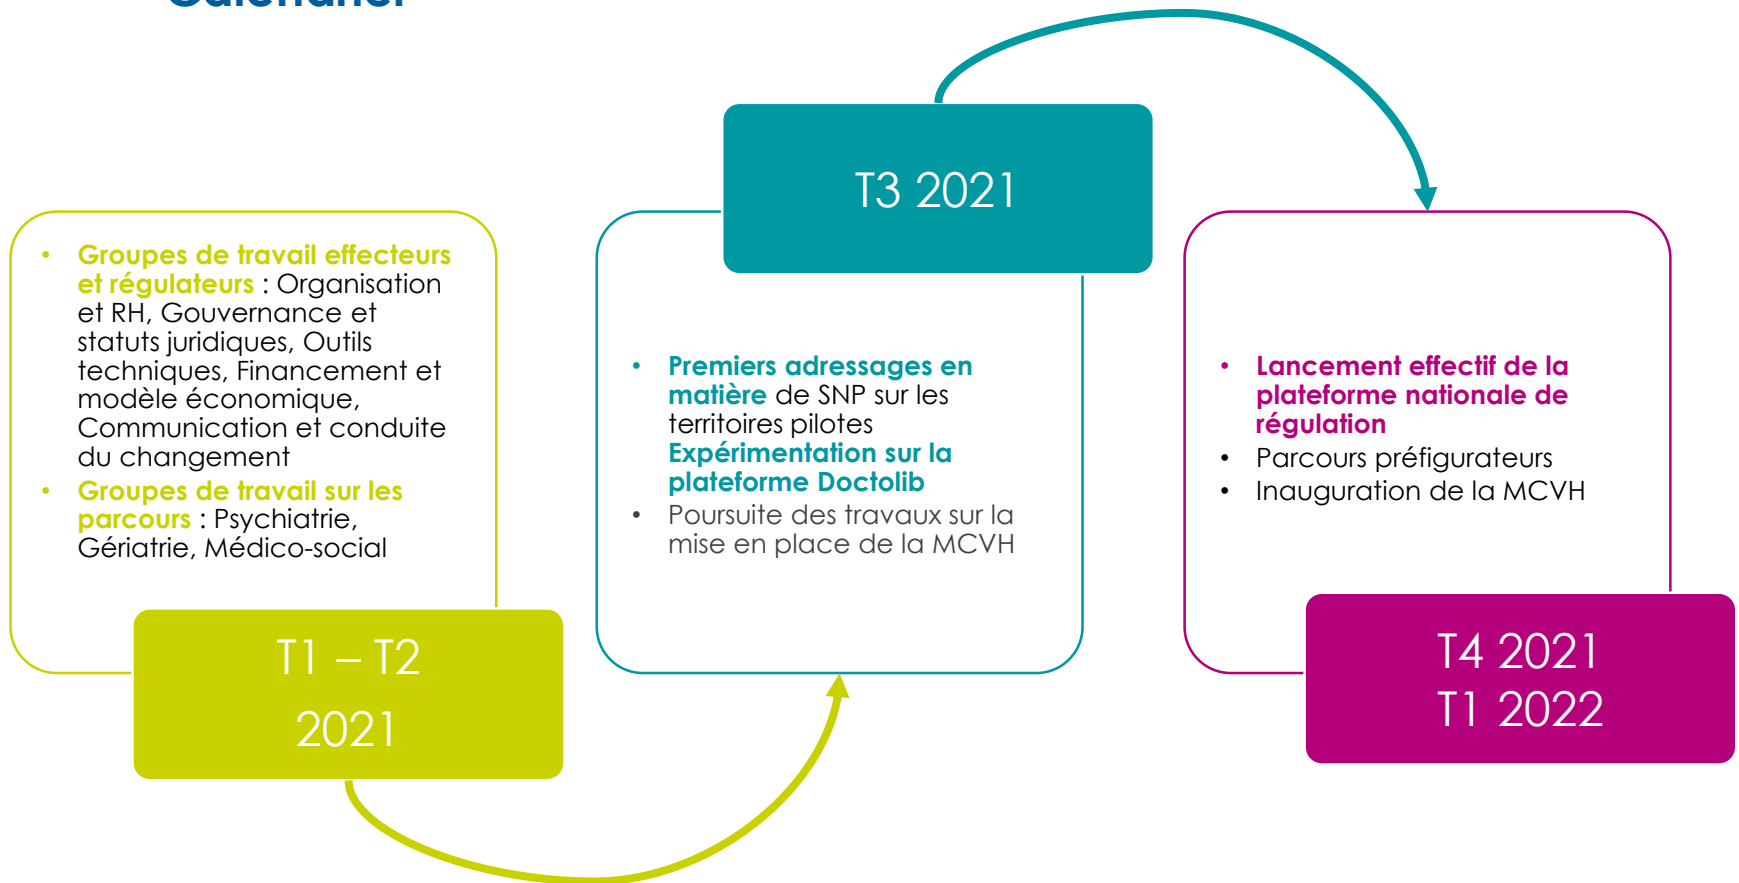 Calendrier
• Groupes de travail effecteurs
et régulateurs : Organisation
et RH, Gouvernance et
statuts juridiques, Outils
techniques, Financement et
modèle économique,
Communication et conduite
du changement
• Groupes de travail sur les
parcours : Psychiatrie,
Gériatrie, Médico-social
T1 – T2
2021
T3 2021
• Premiers adressages en
matière de SNP sur les
territoires pilotes
Expérimentation sur la
plateforme Doctolib
• Poursuite des travaux sur la
mise en place de la MCVH
• Lancement effectif de la
plateforme nationale de
régulation
• Parcours préfigurateurs
• Inauguration de la MCVH
T4 2021
T1 2022